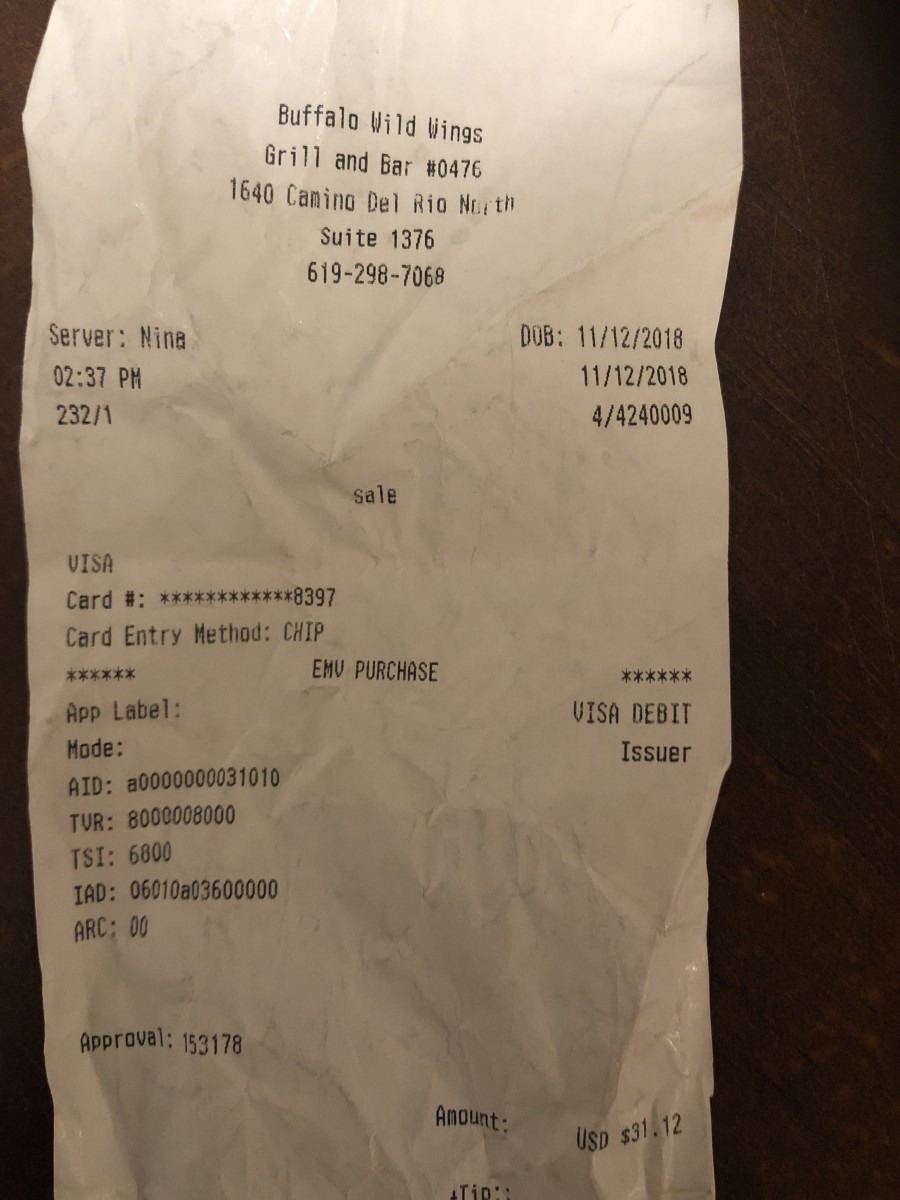 Buffalo Wild Wings
Grill and Bar #0476
1640 Camino Del Rio North
Suite 1376
619-298-7068
Server: Nina DOB: 11/12/2018
02:37 PM 11/12/2018
232/1 4/4240009
sale
VISA
Card #: ************8397
Card Entry Method: CHIP
****** EMV PURCHASE ******
App Label: VISA DEBIT
Mode: Issuer
AID: a0000000031010
TVR: 8000008000
TSI: 6800
IAD: 06010a03600000
ARC: 00
Approval: 153178
Amount: USD $31.12
+Tip::